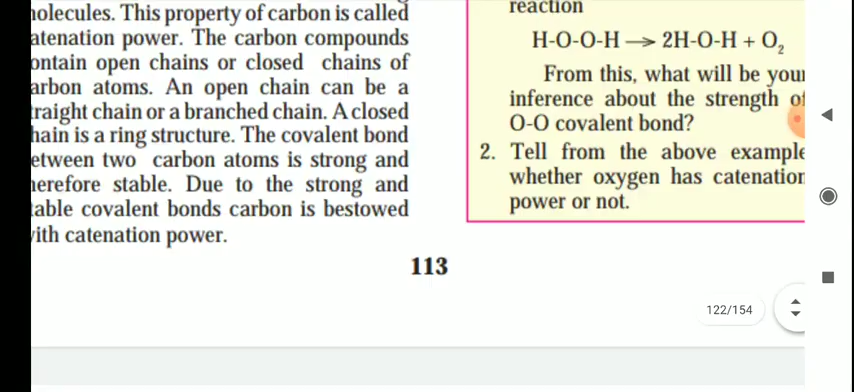 olecules. This property of carbon is called
atenation power. The carbon compounds
ontain open chains or closed chains of
arbon atoms. An open chain can be a
traight chain or a branched chain. A closed
hain is a ring structure. The covalent bond
etween two carbon atoms is strong and
herefore stable. Due to the strong and
table covalent bonds carbon is bestowed
ith catenation power.
reaction
H-O-O-H → 2H-O-H + O₂
From this, what will be your
inference about the strength of
O-O covalent bond?
2. Tell from the above example
whether oxygen has catenation
power or not.
113
122/154